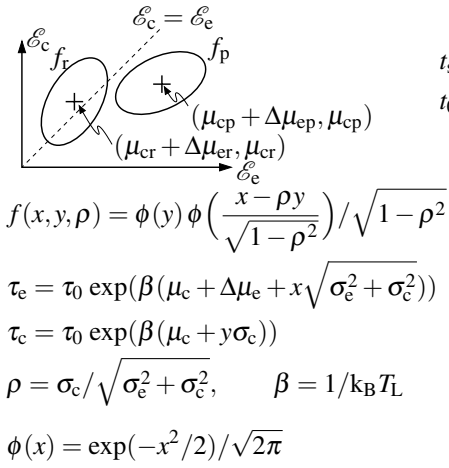 ℰc = ℰe
ℰc
fr
fp
(μcp + Δμep, μcp)
(μcr + Δμer, μcr)
ℰe
f(x, y, ρ) = φ(y) φ( (x − ρy) / √(1 − ρ²) ) / √(1 − ρ²)
τe = τ0 exp(β(μc + Δμe + x√(σe² + σc²)))
τc = τ0 exp(β(μc + yσc))
ρ = σc/√(σe² + σc²), β = 1/kBTL
φ(x) = exp(−x²/2)/√(2π)